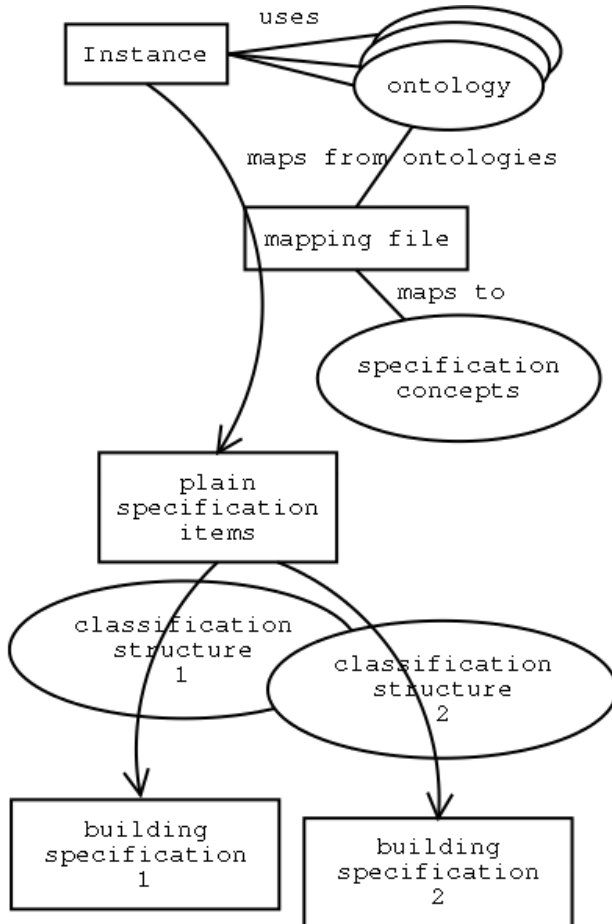 uses
Instance
ontology
maps from ontologies
mapping file
maps to
specification
concepts
plain
specification
items
classification
structure
1
classification
structure
2
building
specification
1
building
specification
2